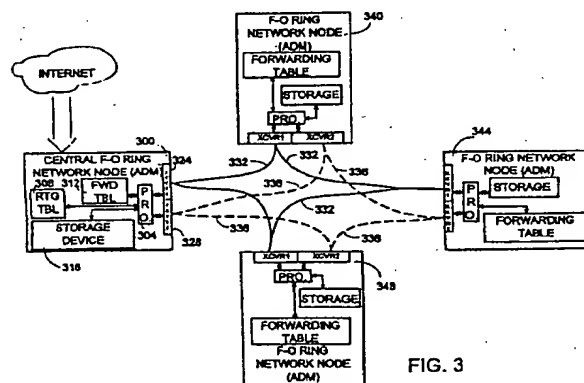 INTERNET
F-O RING
NETWORK NODE
(ADM)
340
FORWARDING
TABLE
STORAGE
PRO.
XCVR1 XCVR2
CENTRAL F-O RING
NETWORK NODE (ADM)
300
324
308
RTG
TBL
312
FWD
TBL
P
R
O.
304
STORAGE
DEVICE
316
328
332
332
336
336
332
336
336
344
F-O RING NETWORK
NODE (ADM)
P
R
O.
STORAGE
FORWARDING
TABLE
XCVR1 XCVR2
348
PRO.
STORAGE
FORWARDING
TABLE
F-O RING
NETWORK NODE
(ADM)
FIG. 3